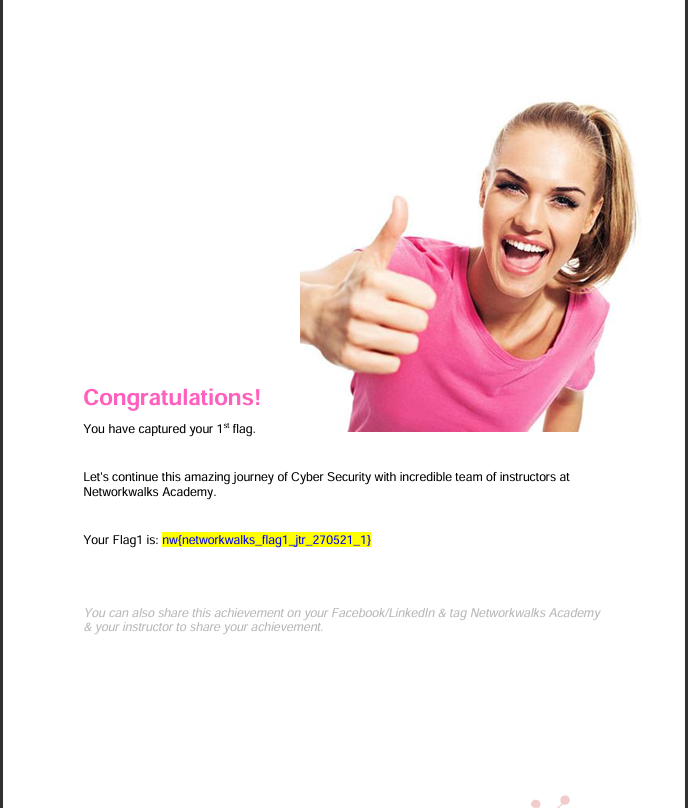 Congratulations!
You have captured your 1st flag.
Let's continue this amazing journey of Cyber Security with incredible team of instructors at
Networkwalks Academy.
Your Flag1 is: nw{networkwalks_flag1_jtr_270521_1}
You can also share this achievement on your Facebook/LinkedIn & tag Networkwalks Academy
& your instructor to share your achievement.